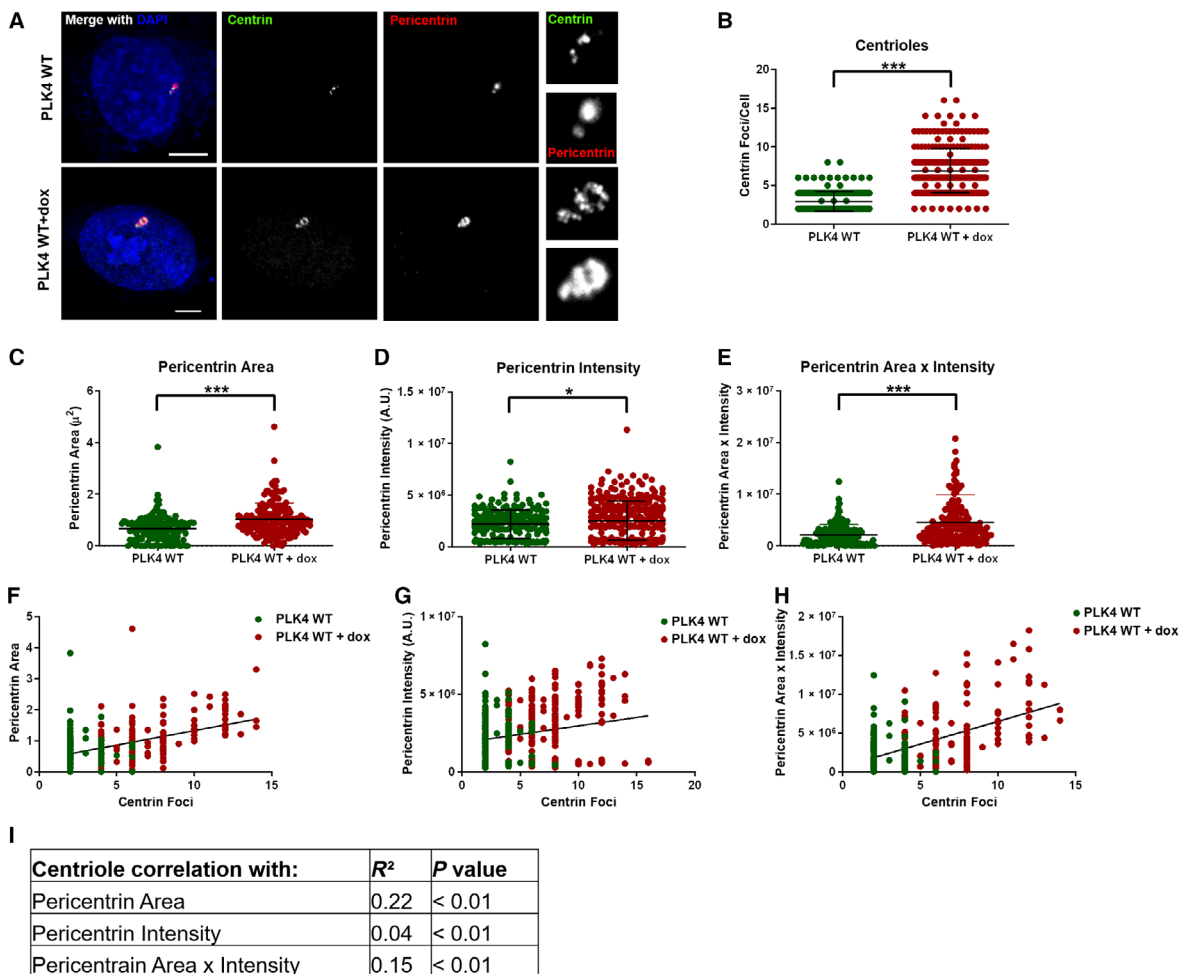 A
Merge with DAPI
Centrin
Pericentrin
Centrin
PLK4 WT
Pericentrin
PLK4 WT+dox
B
Centrioles
***
Centrin Foci/Cell
20
15
10
5
0
PLK4 WT
PLK4 WT + dox
C
Pericentrin Area
***
Pericentrin Area (μ²)
6
4
2
0
PLK4 WT
PLK4 WT + dox
D
Pericentrin Intensity
*
Pericentrin Intensity (A.U.)
1.5 × 10⁷
1 × 10⁷
5 × 10⁶
0
PLK4 WT
PLK4 WT + dox
E
Pericentrin Area x Intensity
***
Pericentrin Area x Intensity
3 × 10⁷
2 × 10⁷
1 × 10⁷
0
PLK4 WT
PLK4 WT + dox
F
PLK4 WT
PLK4 WT + dox
Pericentrin Area
5
4
3
2
1
0
0
5
10
15
Centrin Foci
G
PLK4 WT
PLK4 WT + dox
Pericentrin Intensity (A.U.)
1 × 10⁷
5 × 10⁶
0
0
5
10
15
20
Centrin Foci
H
PLK4 WT
PLK4 WT + dox
Pericentrin Area x Intensity
2 × 10⁷
1.5 × 10⁷
1 × 10⁷
5 × 10⁶
0
0
5
10
15
Centrin Foci
I
Centriole correlation with: R² P value
Pericentrin Area 0.22 < 0.01
Pericentrin Intensity 0.04 < 0.01
Pericentrain Area x Intensity 0.15 < 0.01